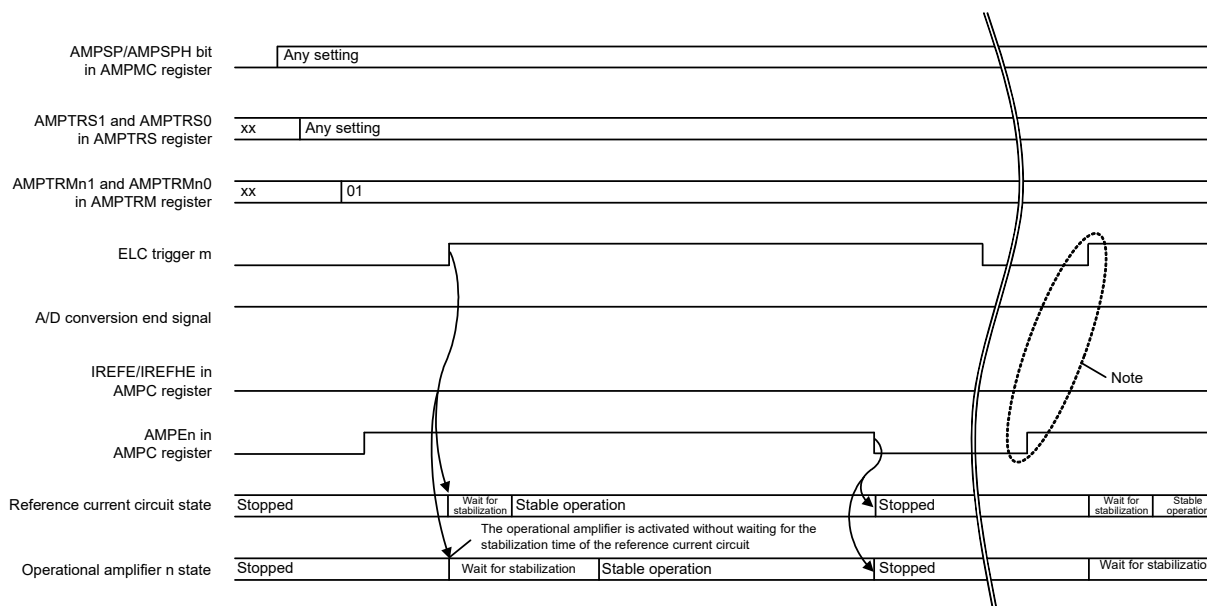 AMPSP/AMPSPH bit
in AMPMC register
Any setting
AMPTRS1 and AMPTRS0
in AMPTRS register
xx
Any setting
AMPTRMn1 and AMPTRMn0
in AMPTRM register
xx
01
ELC trigger m
A/D conversion end signal
IREFE/IREFHE in
AMPC register
Note
AMPEn in
AMPC register
Reference current circuit state
Stopped
Wait for
stabilization
Stable operation
Stopped
Wait for
stabilization
Stable
operation
The operational amplifier is activated without waiting for the
stabilization time of the reference current circuit
Operational amplifier n state
Stopped
Wait for stabilization
Stable operation
Stopped
Wait for stabilizatio